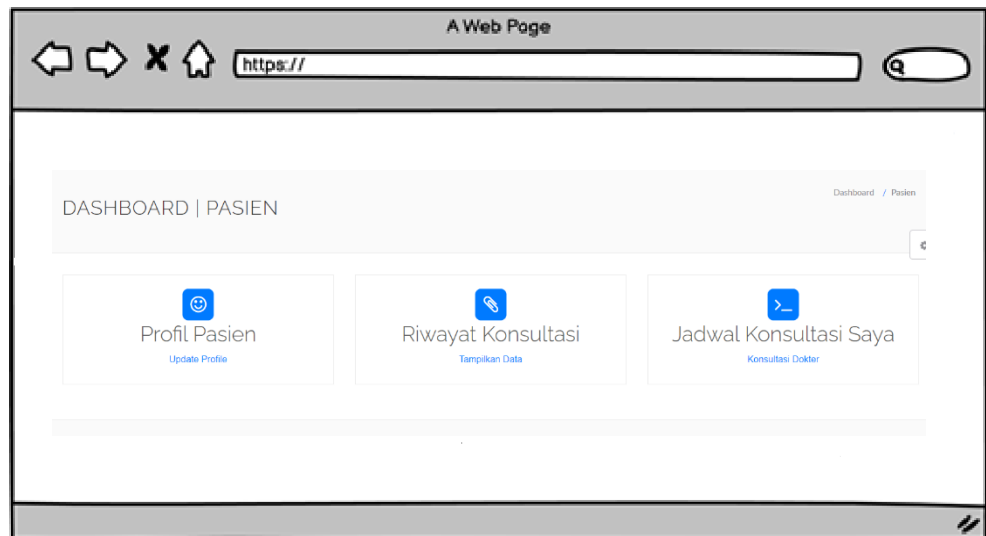 A Web Page
https://
Dashboard / Pasien
DASHBOARD | PASIEN
Profil Pasien
Update Profile
Riwayat Konsultasi
Tampilkan Data
Jadwal Konsultasi Saya
Konsultasi Dokter